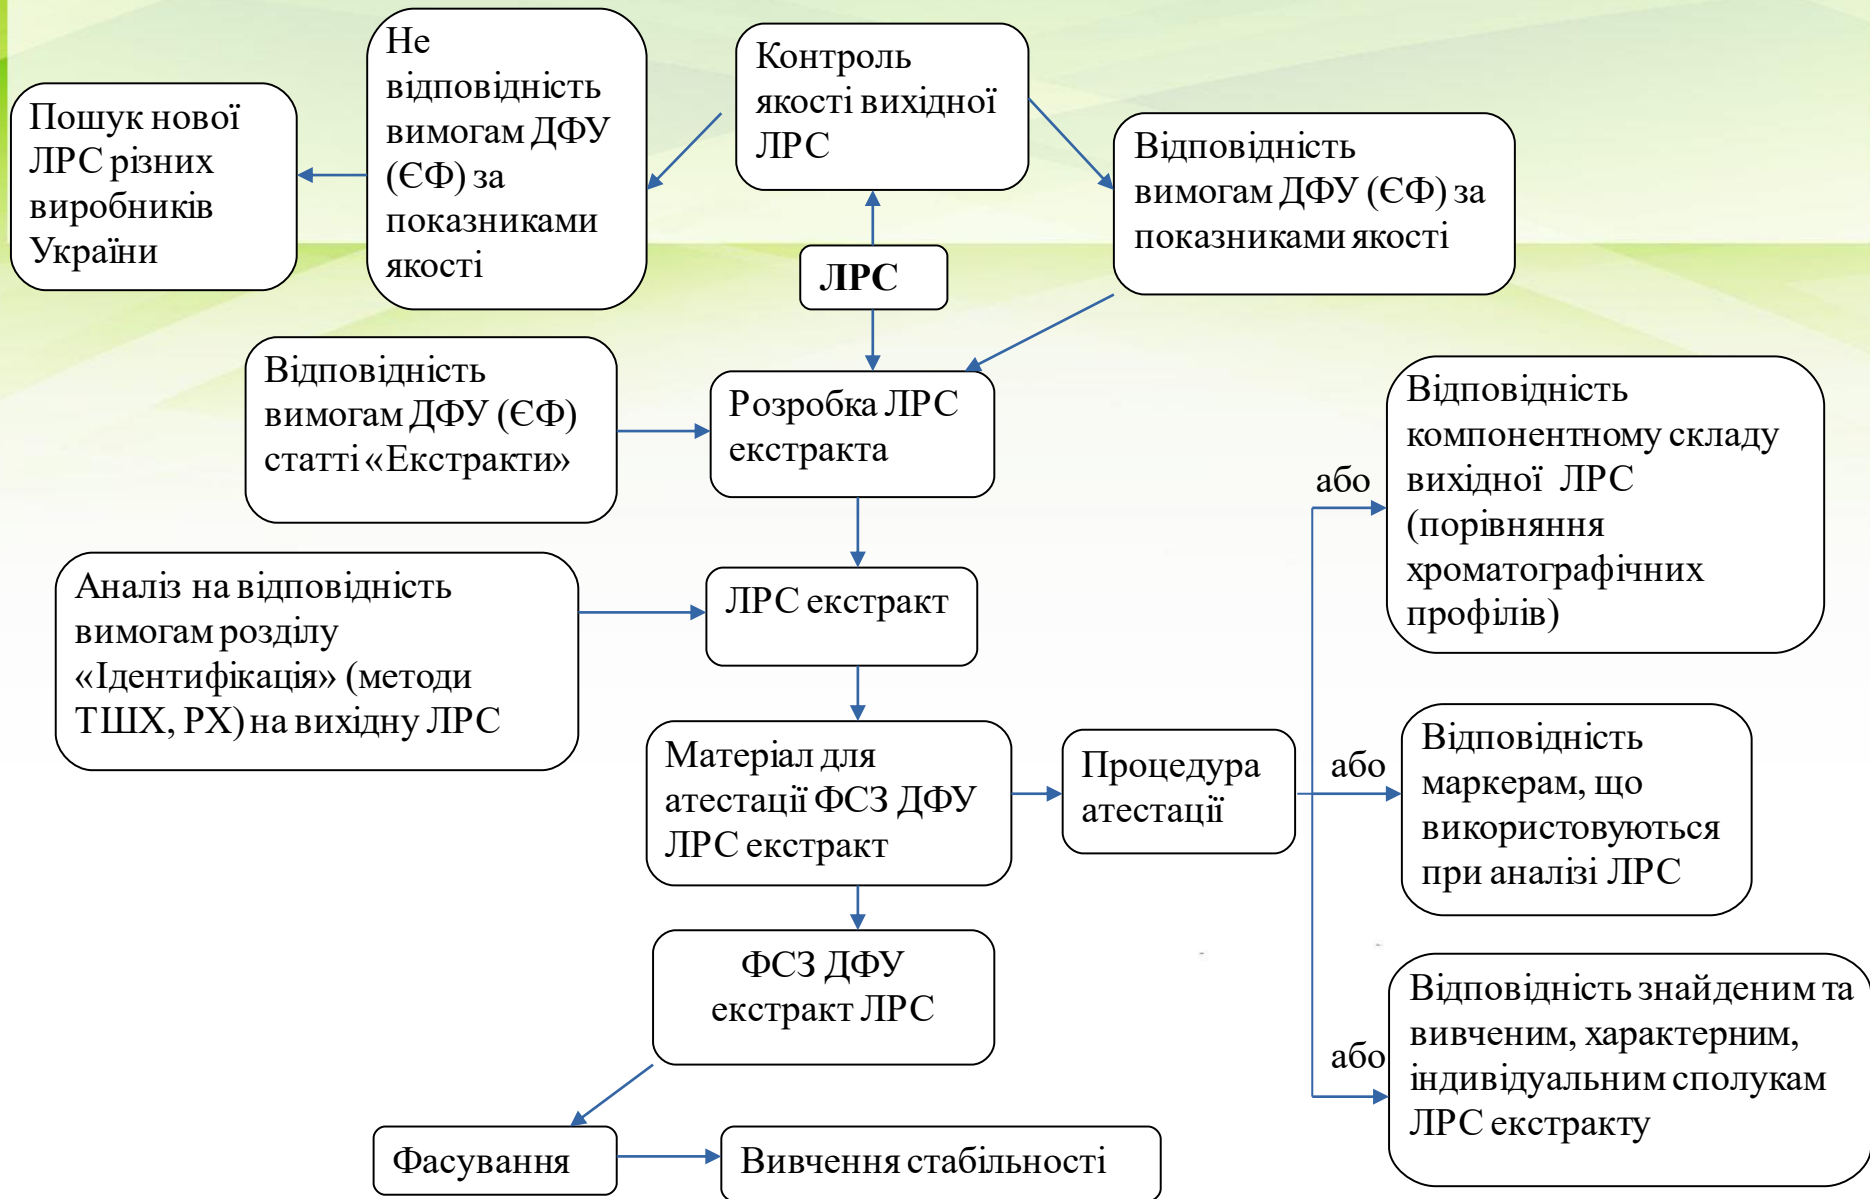 Пошук нової
ЛРС різних
виробників
України
Не
відповідність
вимогам ДФУ
(ЄФ) за
показниками
якості
Контроль
якості вихідної
ЛРС
Відповідність
вимогам ДФУ (ЄФ) за
показниками якості
ЛРС
Відповідність
вимогам ДФУ (ЄФ)
статті «Екстракти»
Розробка ЛРС
екстракта
Аналіз на відповідність
вимогам розділу
«Ідентифікація» (методи
ТШХ, РХ) на вихідну ЛРС
ЛРС екстракт
Матеріал для
атестації ФСЗ ДФУ
ЛРС екстракт
Процедура
атестації
або
Відповідність
компонентному складу
вихідної ЛРС
(порівняння
хроматографічних
профілів)
або
Відповідність
маркерам, що
використовуються
при аналізі ЛРС
або
Відповідність знайденим та
вивченим, характерним,
індивідуальним сполукам
ЛРС екстракту
ФСЗ ДФУ
екстракт ЛРС
Фасування
Вивчення стабільності